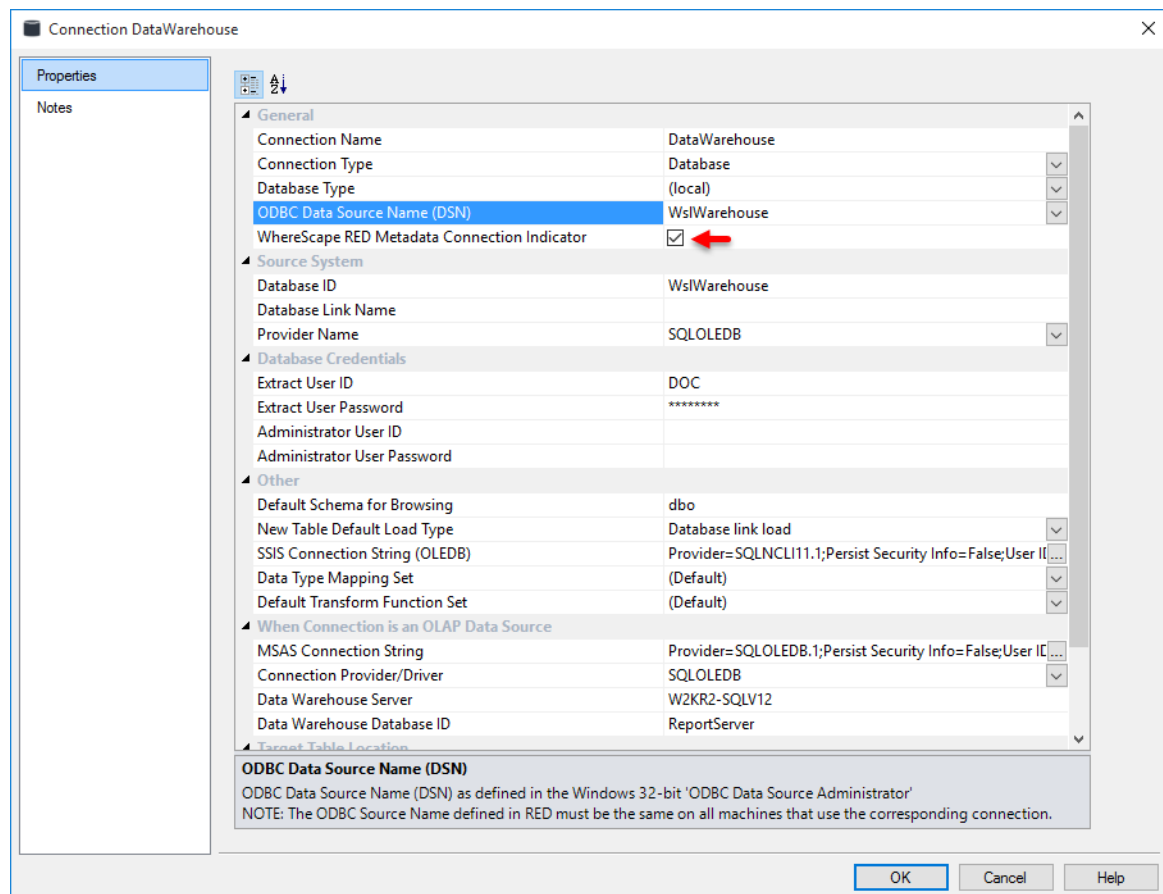 Connection DataWarehouse
Properties
Notes
General
Connection Name DataWarehouse
Connection Type Database
Database Type (local)
ODBC Data Source Name (DSN) WslWarehouse
WhereScape RED Metadata Connection Indicator
Source System
Database ID WslWarehouse
Database Link Name
Provider Name SQLOLEDB
Database Credentials
Extract User ID DOC
Extract User Password ********
Administrator User ID
Administrator User Password
Other
Default Schema for Browsing dbo
New Table Default Load Type Database link load
SSIS Connection String (OLEDB) Provider=SQLNCLI11.1;Persist Security Info=False;User I[...
Data Type Mapping Set (Default)
Default Transform Function Set (Default)
When Connection is an OLAP Data Source
MSAS Connection String Provider=SQLOLEDB.1;Persist Security Info=False;User ID...
Connection Provider/Driver SQLOLEDB
Data Warehouse Server W2KR2-SQLV12
Data Warehouse Database ID ReportServer
Target Table Location
ODBC Data Source Name (DSN)
ODBC Data Source Name (DSN) as defined in the Windows 32-bit 'ODBC Data Source Administrator'
NOTE: The ODBC Source Name defined in RED must be the same on all machines that use the corresponding connection.
OK Cancel Help